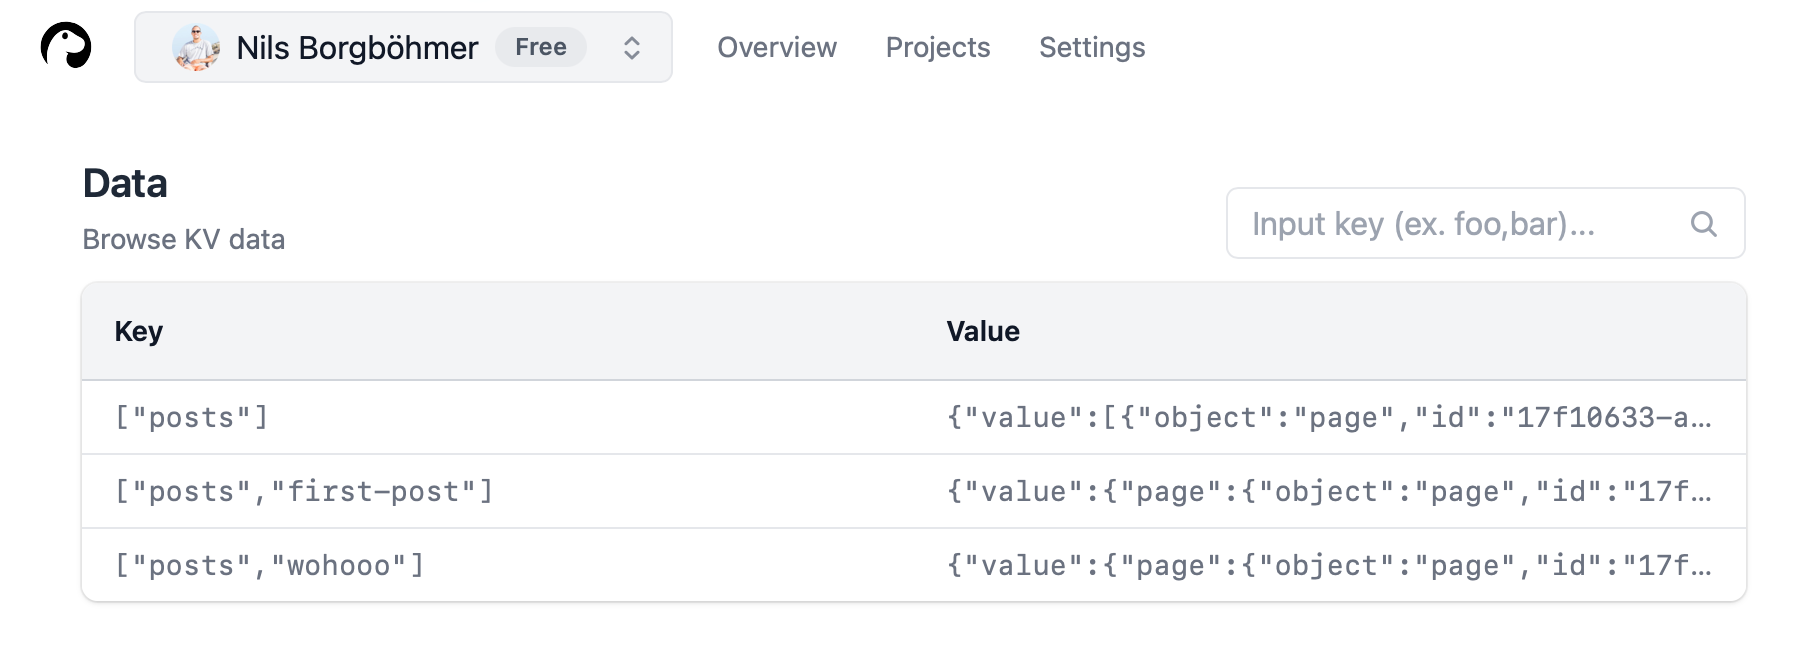 Nils Borgböhmer Free Overview Projects Settings
Data
Browse KV data
Input key (ex. foo,bar)...
Key Value
["posts"] {"value":[{"object":"page","id":"17f10633-a…
["posts","first-post"] {"value":{"page":{"object":"page","id":"17f…
["posts","wohooo"] {"value":{"page":{"object":"page","id":"17f…